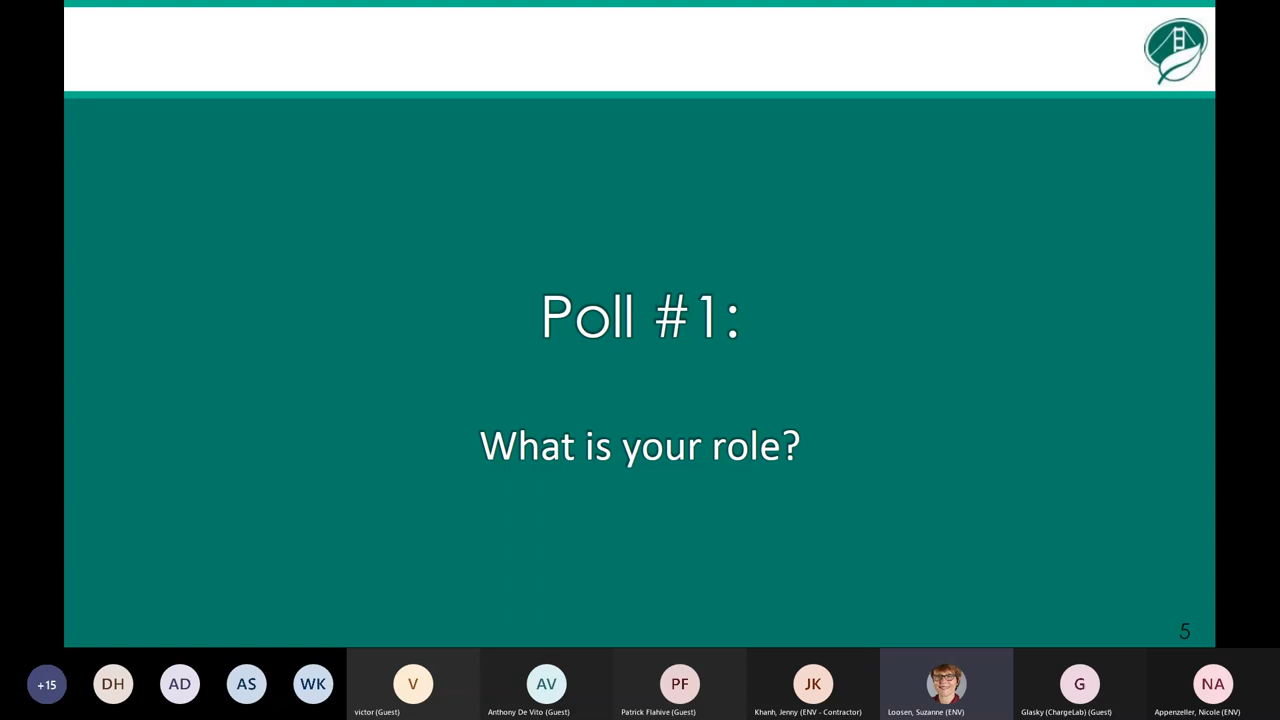 Poll #1:
What is your role?
5
+15
DH
AD
AS
WK
V
AV
PF
JK
G
NA
victor (Guest)
Anthony De Vito (Guest)
Patrick Flahive (Guest)
Khanh, Jenny (ENV - Contractor)
Loosen, Suzanne (ENV)
Glasky (ChargeLab) (Guest)
Appenzeller, Nicole (ENV)